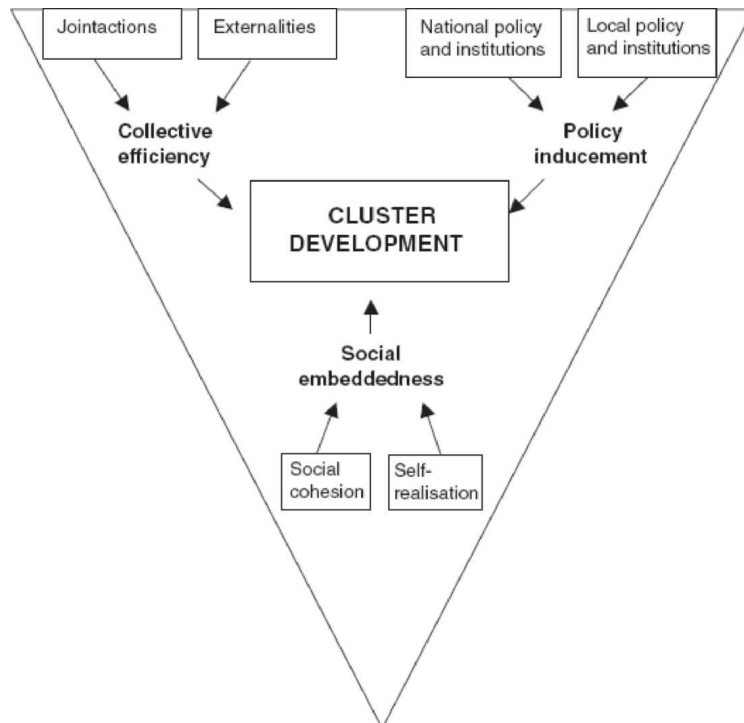 Jointactions
Externalities
National policy
and institutions
Local policy
and institutions
Collective
efficiency
Policy
inducement
CLUSTER
DEVELOPMENT
Social
embeddedness
Social
cohesion
Self-
realisation